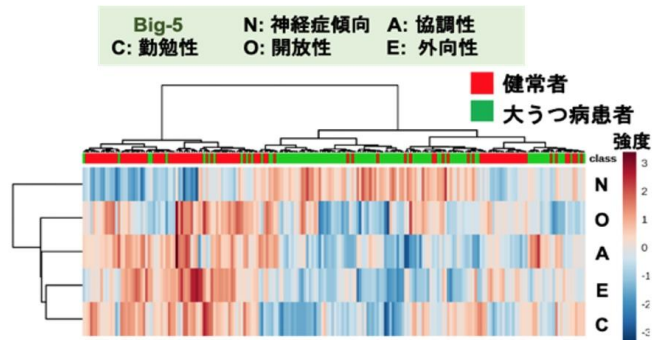 Big-5 N: 神経症傾向 A: 協調性
C: 勤勉性 O: 開放性 E: 外向性
健常者
大うつ病患者
強度
class
N
O
A
E
C
3
2
1
0
-1
-2
-3